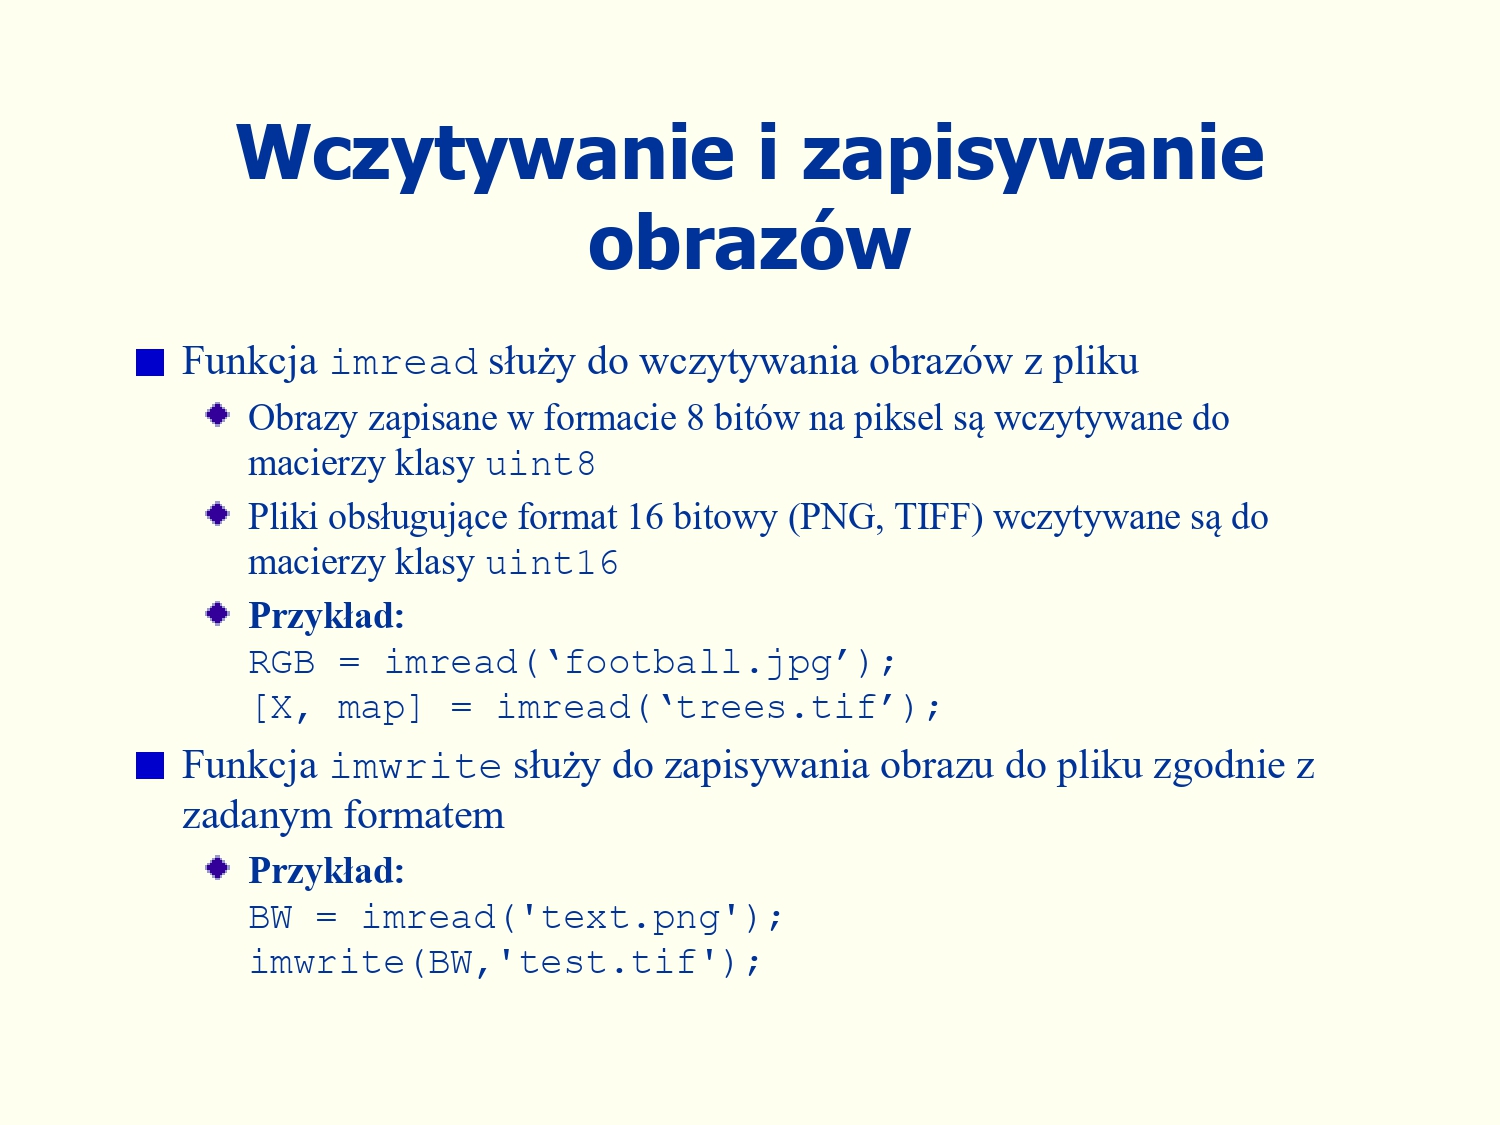 Wczytywanie i zapisywanie
obrazów
Funkcja imread służy do wczytywania obrazów z pliku
Obrazy zapisane w formacie 8 bitów na piksel są wczytywane do
macierzy klasy uint8
Pliki obsługujące format 16 bitowy (PNG, TIFF) wczytywane są do
macierzy klasy uint16
Przykład:
RGB = imread(‘football.jpg’);
[X, map] = imread(‘trees.tif’);
Funkcja imwrite służy do zapisywania obrazu do pliku zgodnie z
zadanym formatem
Przykład:
BW = imread('text.png');
imwrite(BW,'test.tif');